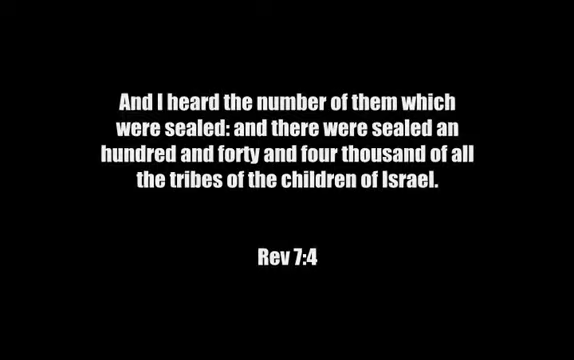 And I heard the number of them which
were sealed: and there were sealed an
hundred and forty and four thousand of all
the tribes of the children of Israel.
Rev 7:4